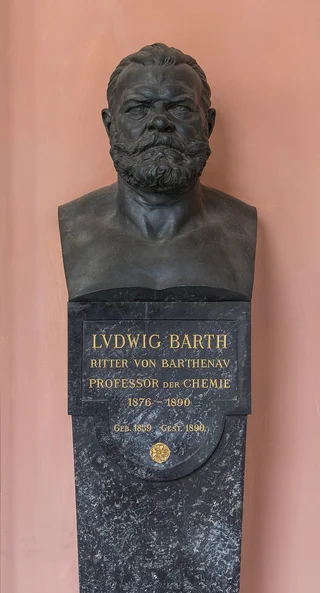 LVDWIG BARTH
RITTER VON BARTHENAV
PROFESSOR DER CHEMIE
1876 – 1890
GEB. 1839 GEST. 1890.